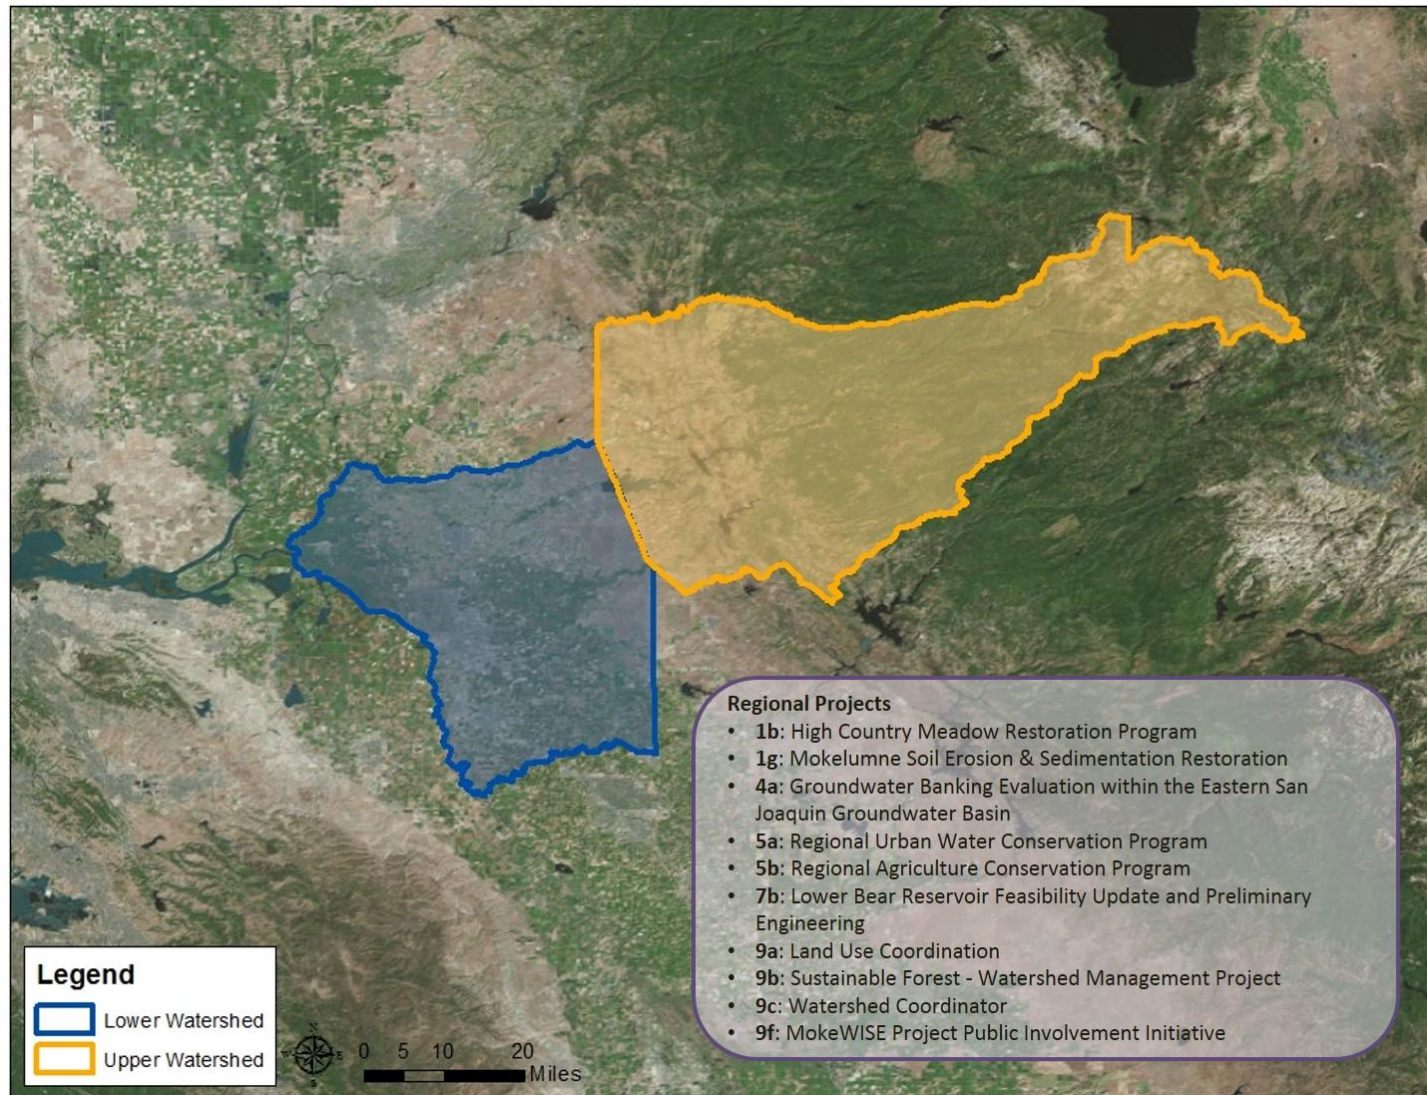 Regional Projects
• 1b: High Country Meadow Restoration Program
• 1g: Mokelumne Soil Erosion & Sedimentation Restoration
• 4a: Groundwater Banking Evaluation within the Eastern San
Joaquin Groundwater Basin
• 5a: Regional Urban Water Conservation Program
• 5b: Regional Agriculture Conservation Program
• 7b: Lower Bear Reservoir Feasibility Update and Preliminary
Engineering
• 9a: Land Use Coordination
• 9b: Sustainable Forest - Watershed Management Project
• 9c: Watershed Coordinator
• 9f: MokeWISE Project Public Involvement Initiative
Legend
Lower Watershed
Upper Watershed
N
W E
S
0 5 10 20
Miles